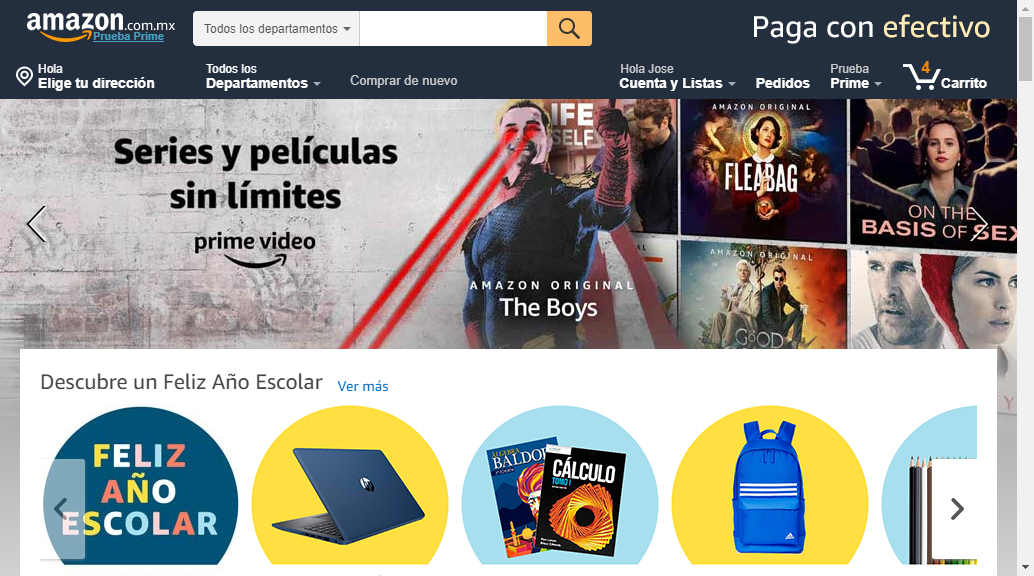 amazon.com.mx
Prueba Prime
Todos los departamentos
Paga con efectivo
Hola
Elige tu dirección
Todos los
Departamentos
Comprar de nuevo
Hola Jose
Cuenta y Listas
Pedidos
Prueba
Prime
4
Carrito
Series y películas
sin límites
prime video
LIFE
SELF
AMAZON ORIGINAL
The Boys
AMAZON ORIGINAL
FLEABAG
ON THE
BASIS OF SEX
AMAZON ORIGINAL
GOOD
Descubre un Feliz Año Escolar
Ver más
FELIZ
AÑO
ESCOLAR
hp
ÁLGEBRA
BALDOR
CÁLCULO
TOMO I
adidas